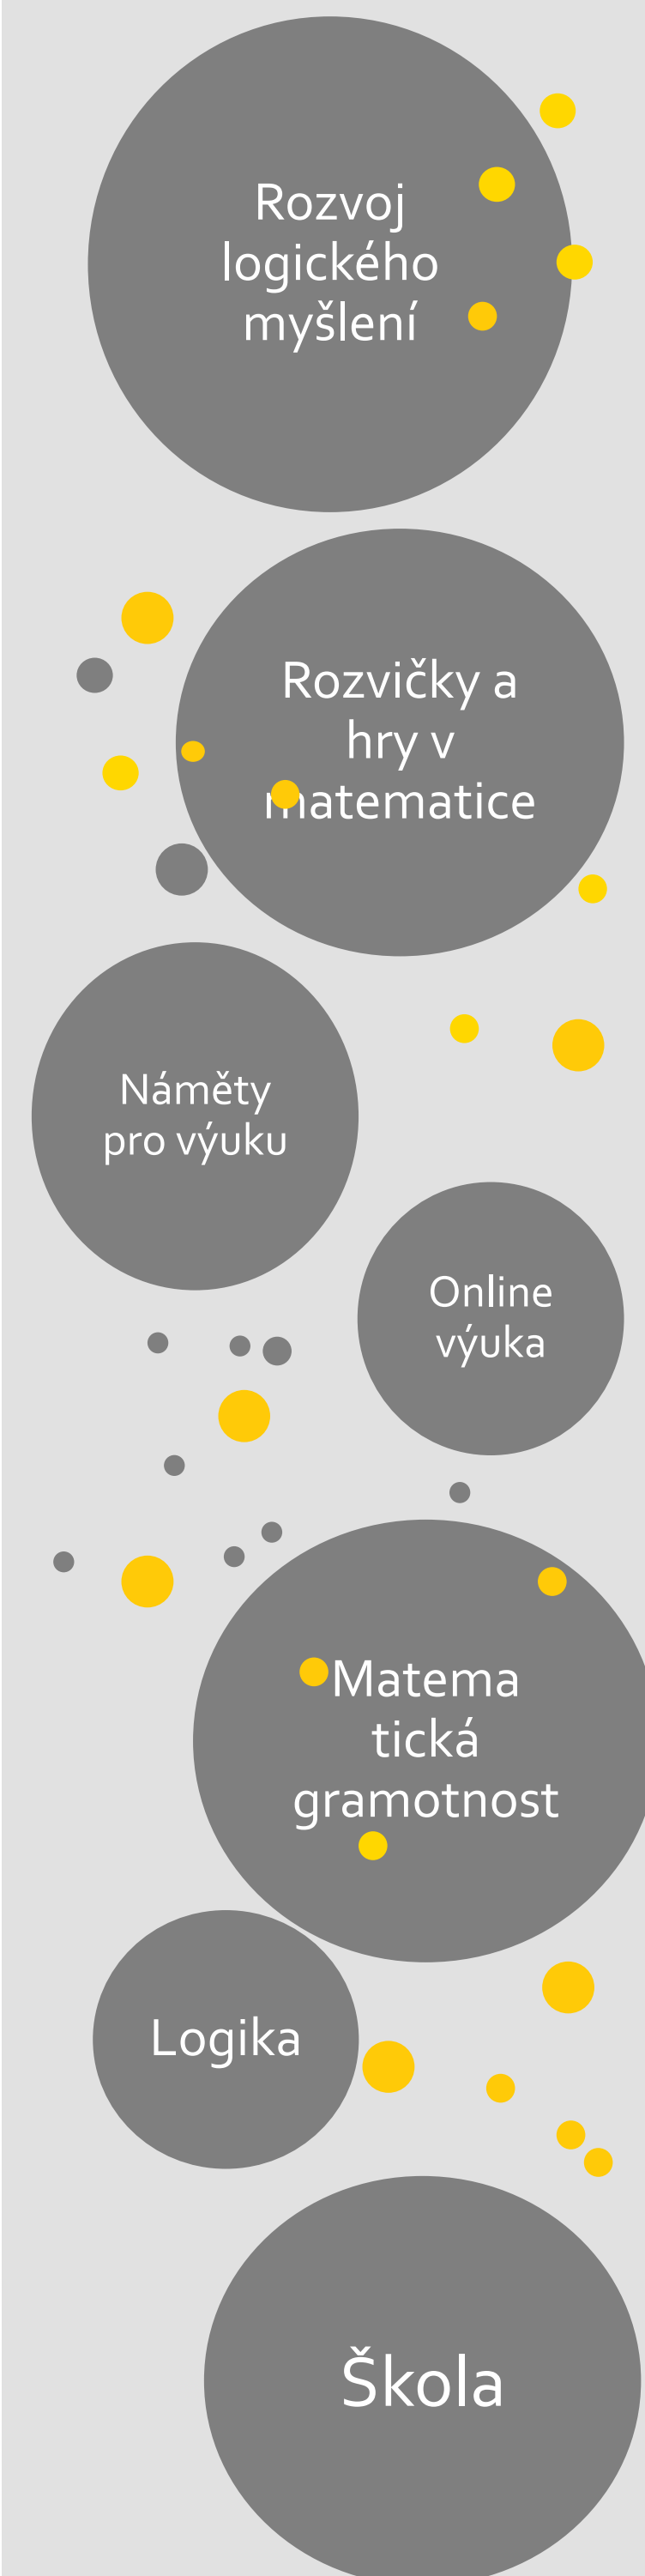 Rozvoj
logického
myšlení
Rozvičky a
hry v
matematice
Náměty
pro výuku
Online
výuka
Matema
tická
gramotnost
Logika
Škola